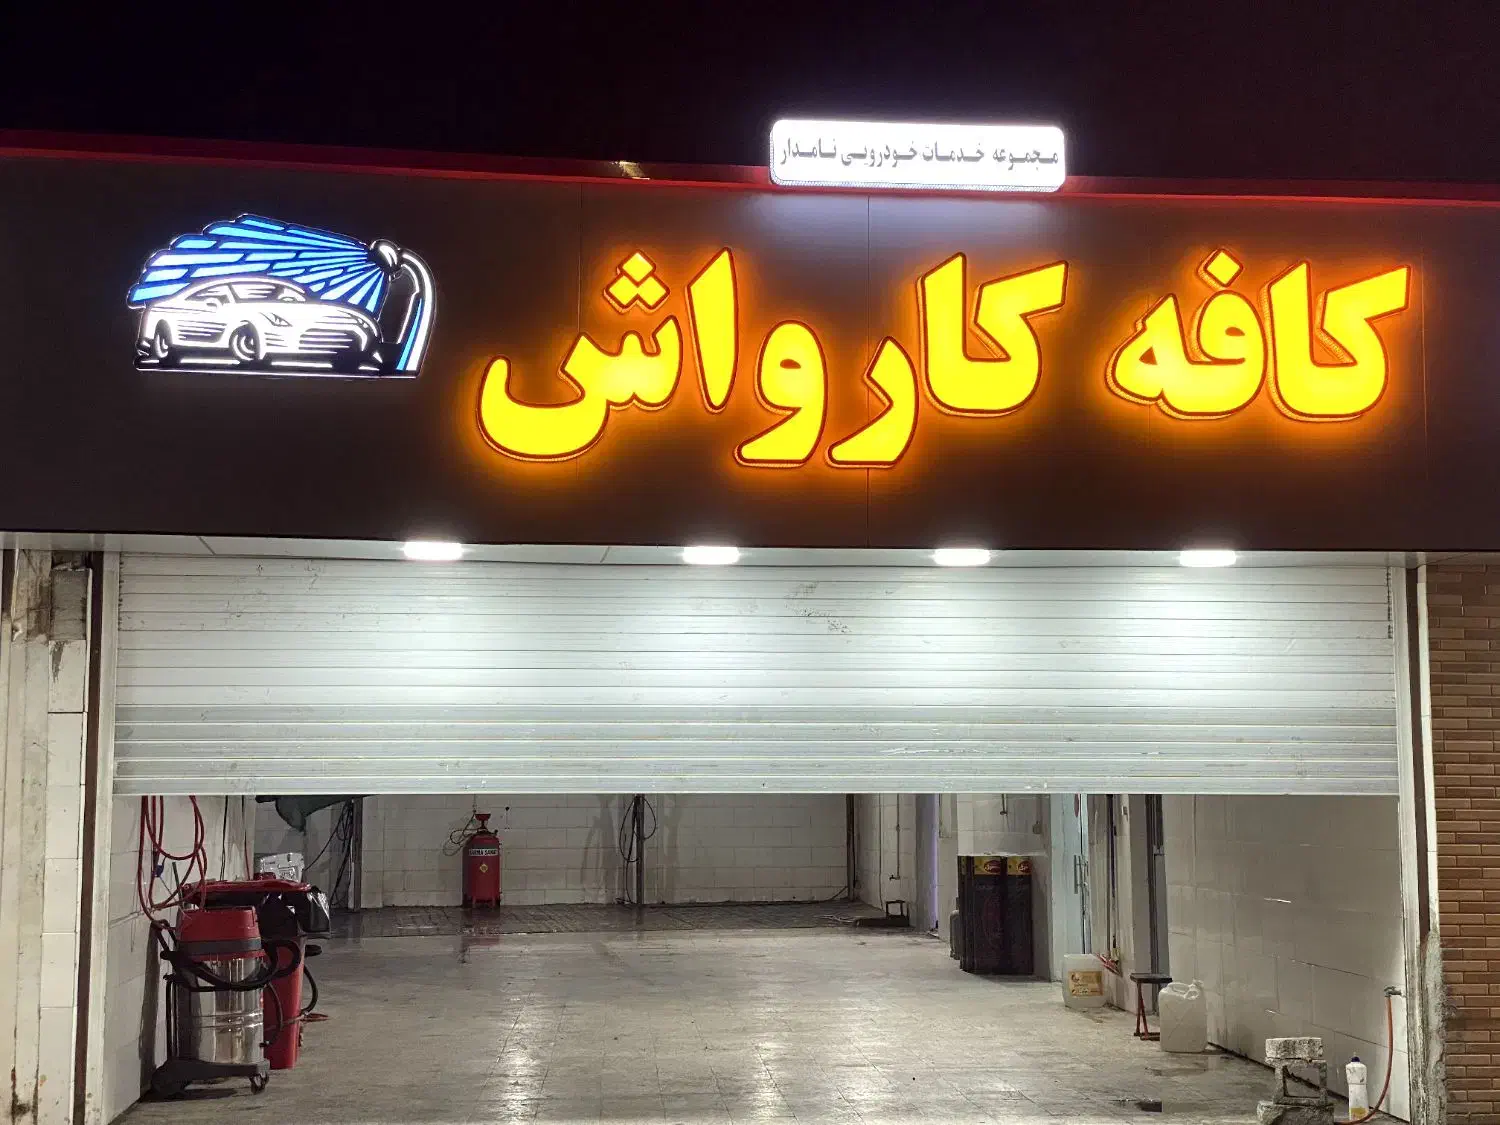 مجموعه خدمات خودرویی نامدار
کافه کارواش